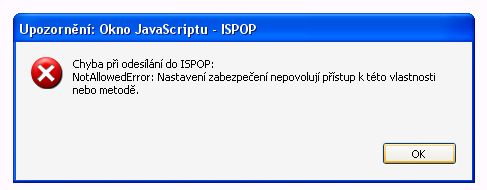 Upozornění: Okno JavaScriptu - ISPOP
Chyba při odesílání do ISPOP:
NotAllowedError: Nastavení zabezpečení nepovolují přístup k této vlastnosti
nebo metodě.
OK